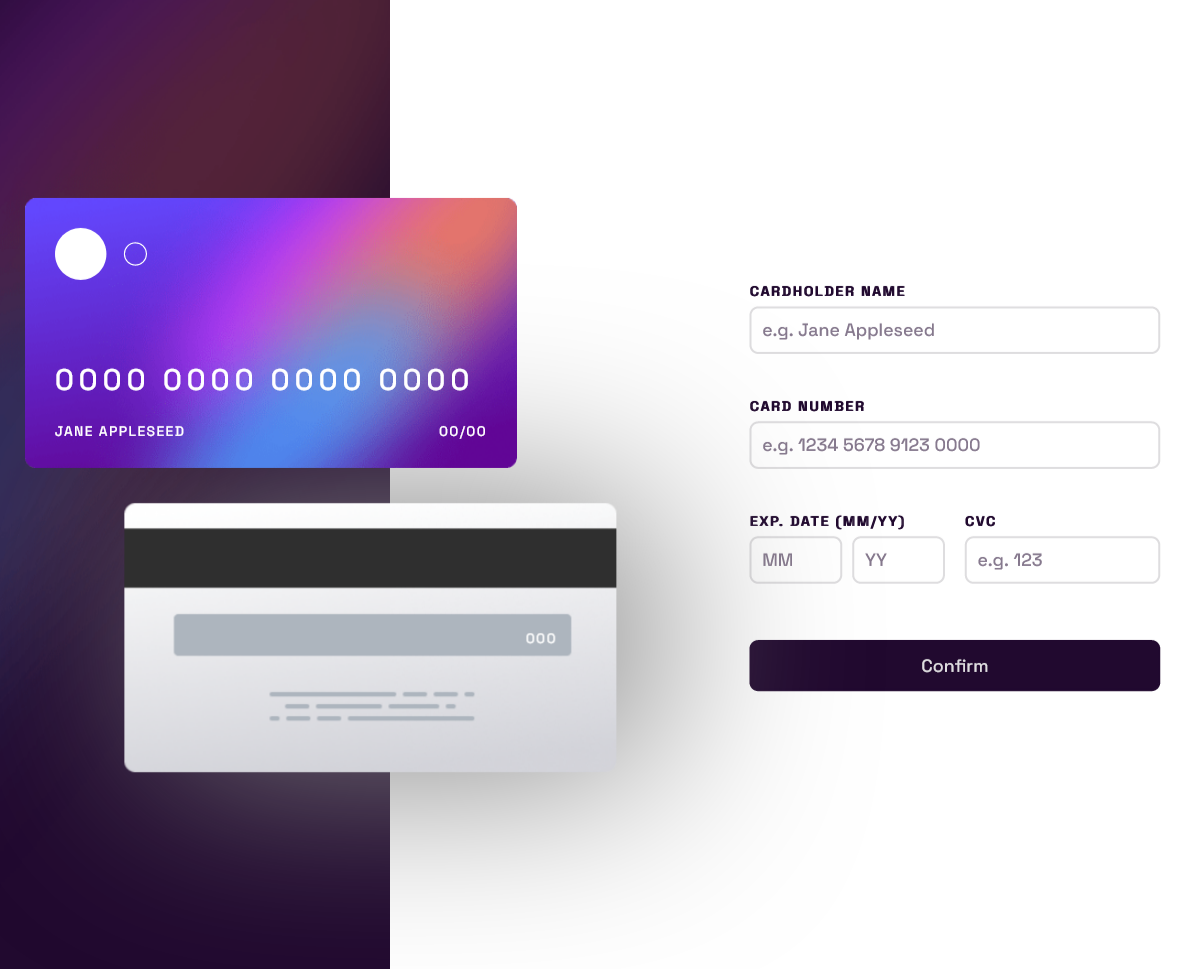 0000 0000 0000 0000
JANE APPLESEED 00/00
000
CARDHOLDER NAME
e.g. Jane Appleseed
CARD NUMBER
e.g. 1234 5678 9123 0000
EXP. DATE (MM/YY) CVC
MM YY e.g. 123
Confirm